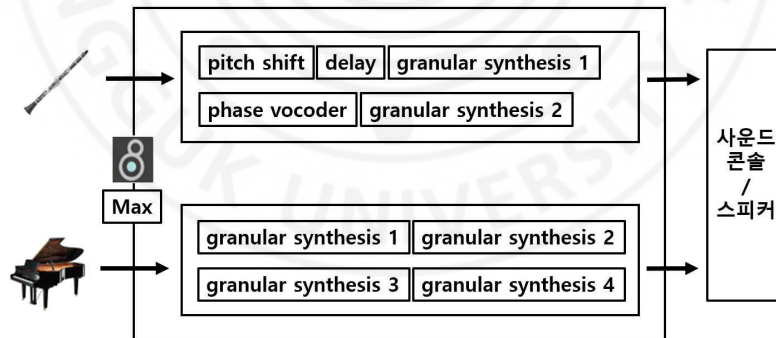 pitch shift delay granular synthesis 1
phase vocoder granular synthesis 2
사운드
콘솔
/
스피커
Max
granular synthesis 1 granular synthesis 2
granular synthesis 3 granular synthesis 4
UNIVERSITY